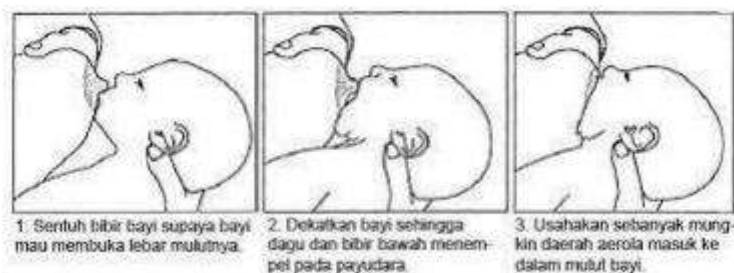 1. Sentuh bibir bayi supaya bayi
mau membuka lebar mulutnya.
2. Dekatkan bayi sehingga
dagu dan bibir bawah menem-
pel pada payudara.
3. Usahakan sebanyak mung-
kin daerah aerola masuk ke
dalam mulut bayi.